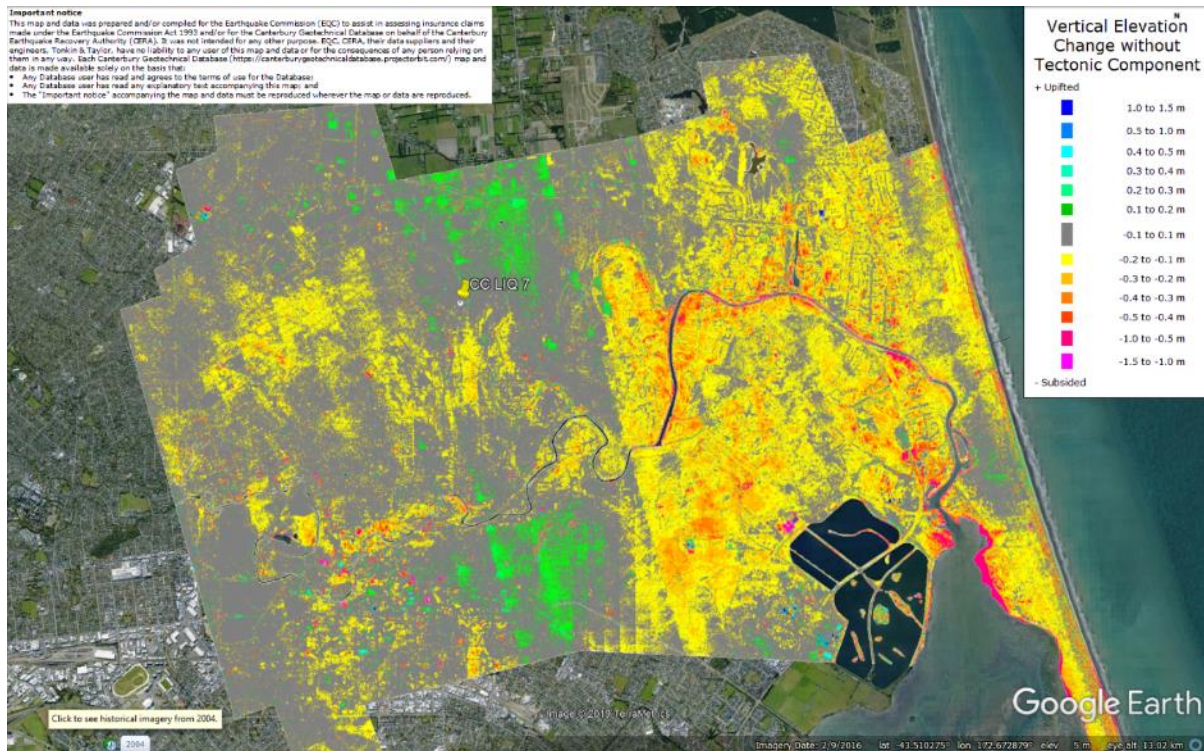 Important notice
This map and data was prepared and/or compiled for the Earthquake Commission (EQC) to assist in assessing insurance claims
made under the Earthquake Commission Act 1993 and/or for the Canterbury Geotechnical Database on behalf of the Canterbury
Earthquake Recovery Authority (CERA). It was not intended for any other purpose. EQC, CERA, their data suppliers and their
engineers, Tonkin & Taylor, have no liability to any user of this map and data or for the consequences of any person relying on
them in any way. Each Canterbury Geotechnical Database (https://canterburygeotechnicaldatabase.projectorbit.com/) map and
data is made available solely on the basis that:
• Any Database user has read and agrees to the terms of use for the Database;
• Any Database user has read any explanatory text accompanying this map; and
• The "Important notice" accompanying the map and data must be reproduced wherever the map or data are reproduced.
N
Vertical Elevation
Change without
Tectonic Component
+ Uplifted
1.0 to 1.5 m
0.5 to 1.0 m
0.4 to 0.5 m
0.3 to 0.4 m
0.2 to 0.3 m
0.1 to 0.2 m
-0.1 to 0.1 m
-0.2 to -0.1 m
-0.3 to -0.2 m
-0.4 to -0.3 m
-0.5 to -0.4 m
-1.0 to -0.5 m
-1.5 to -1.0 m
- Subsided
CC LIQ 7
Google Earth
Click to see historical imagery from 2004.
Image © 2019 TerraMetrics
2004
Imagery Date: 2/9/2016 lat -43.510275° lon 172.672879° elev 5 m eye alt 13.02 km